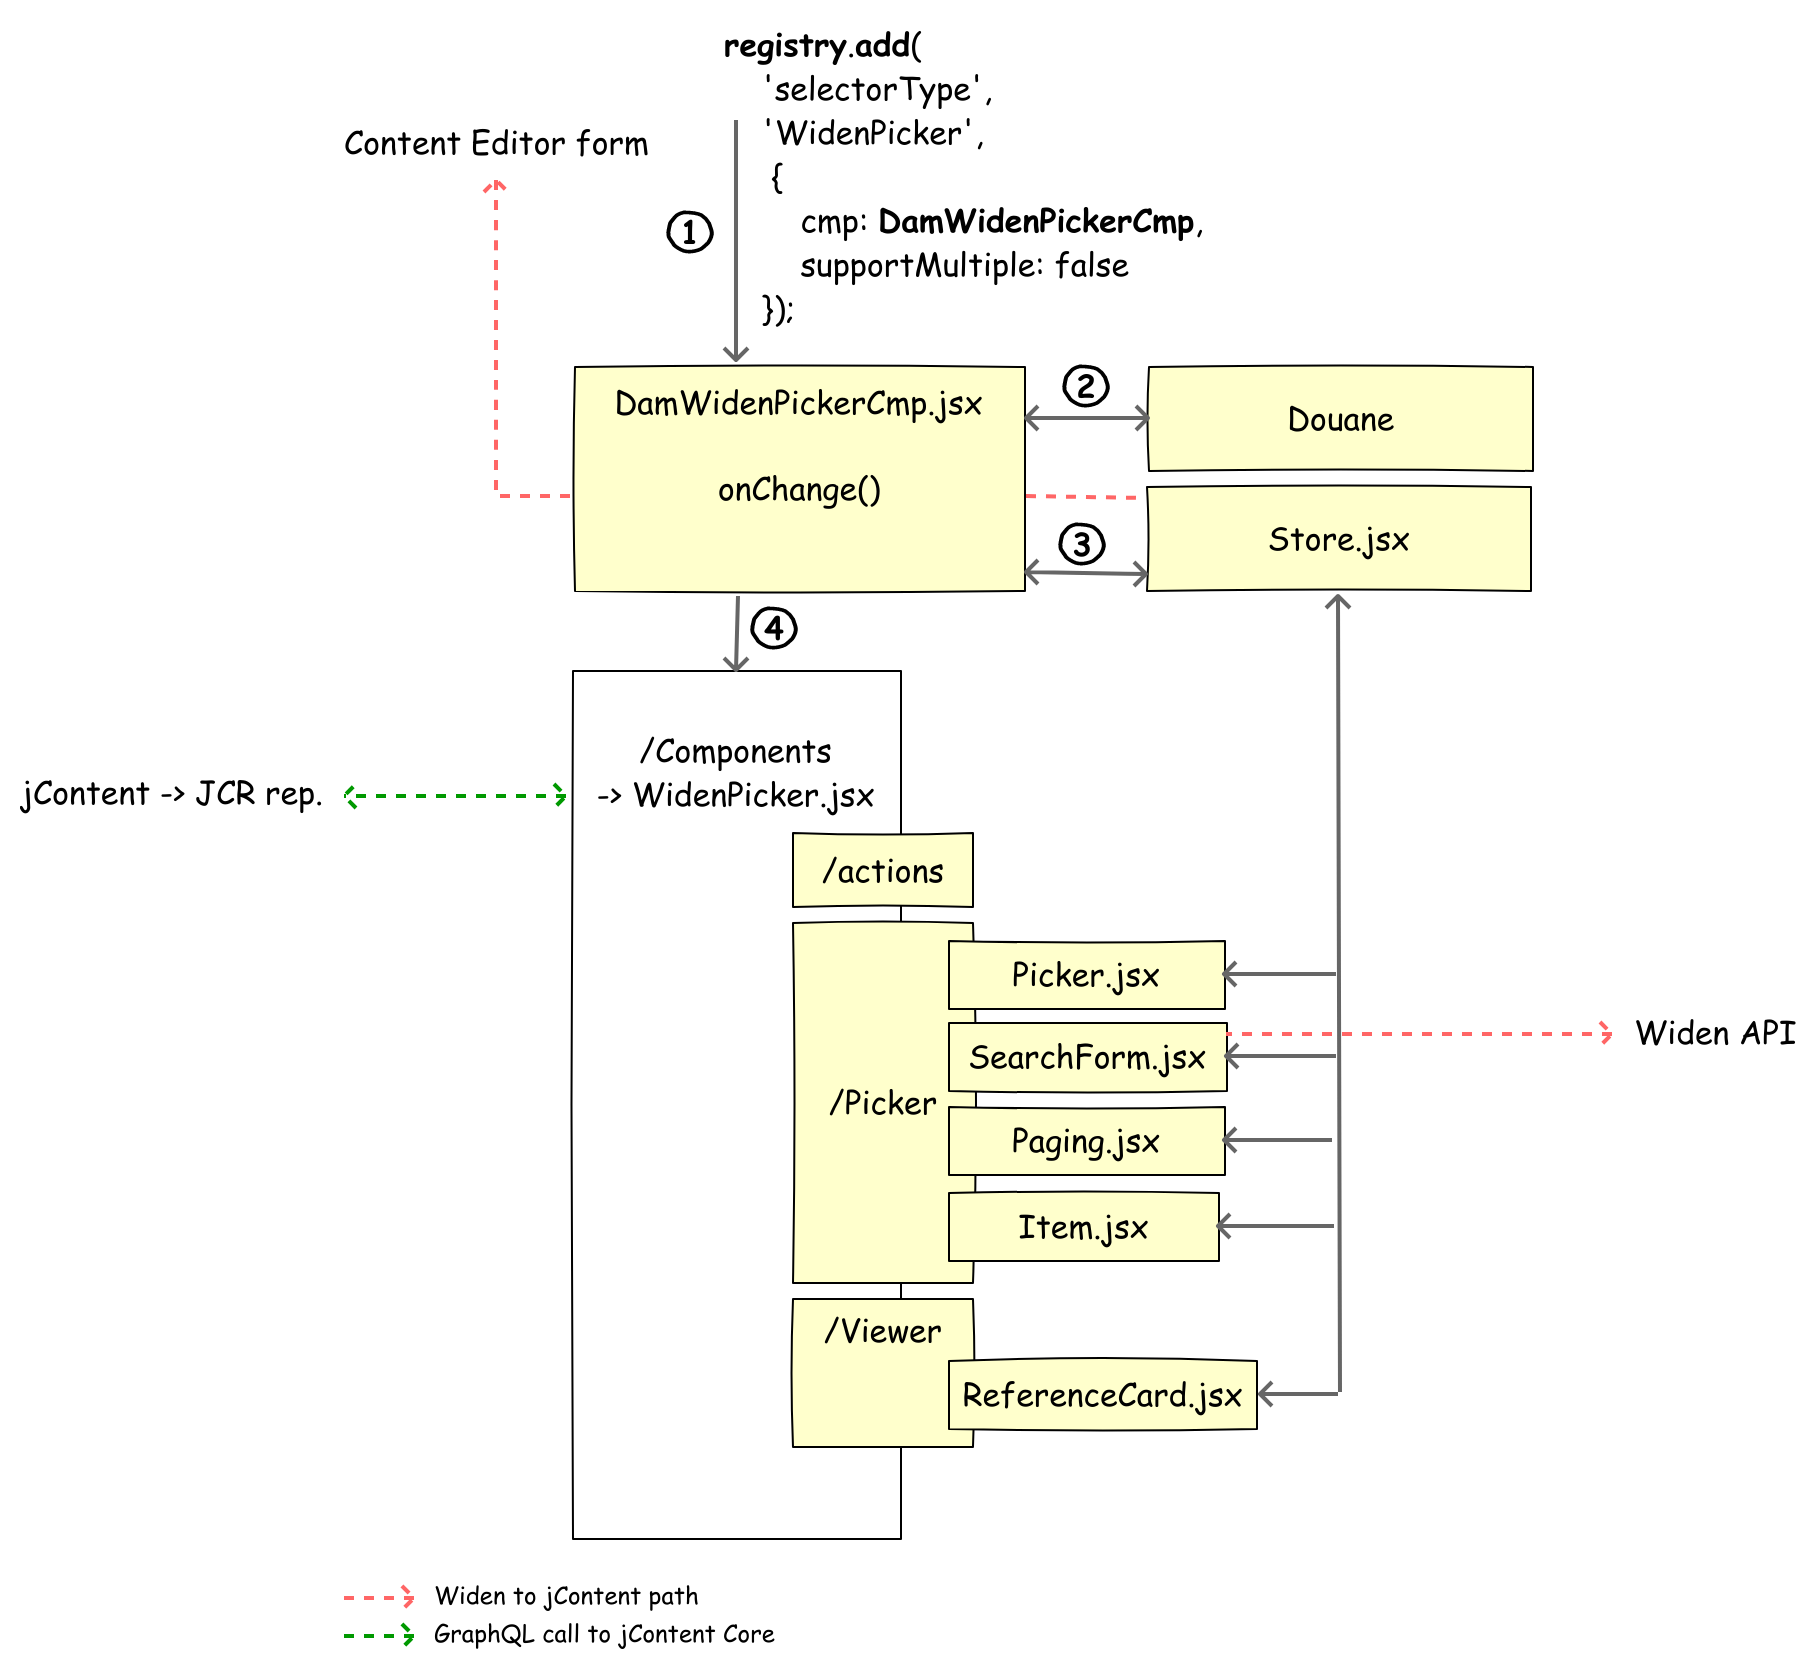 registry.add(
'selectorType',
'WidenPicker',
{
cmp: DamWidenPickerCmp,
supportMultiple: false
});
Content Editor form
1
DamWidenPickerCmp.jsx
onChange()
2
Douane
3
Store.jsx
4
/Components
-> WidenPicker.jsx
jContent -> JCR rep.
/actions
/Picker
Picker.jsx
SearchForm.jsx
Paging.jsx
Item.jsx
Widen API
/Viewer
ReferenceCard.jsx
Widen to jContent path
GraphQL call to jContent Core